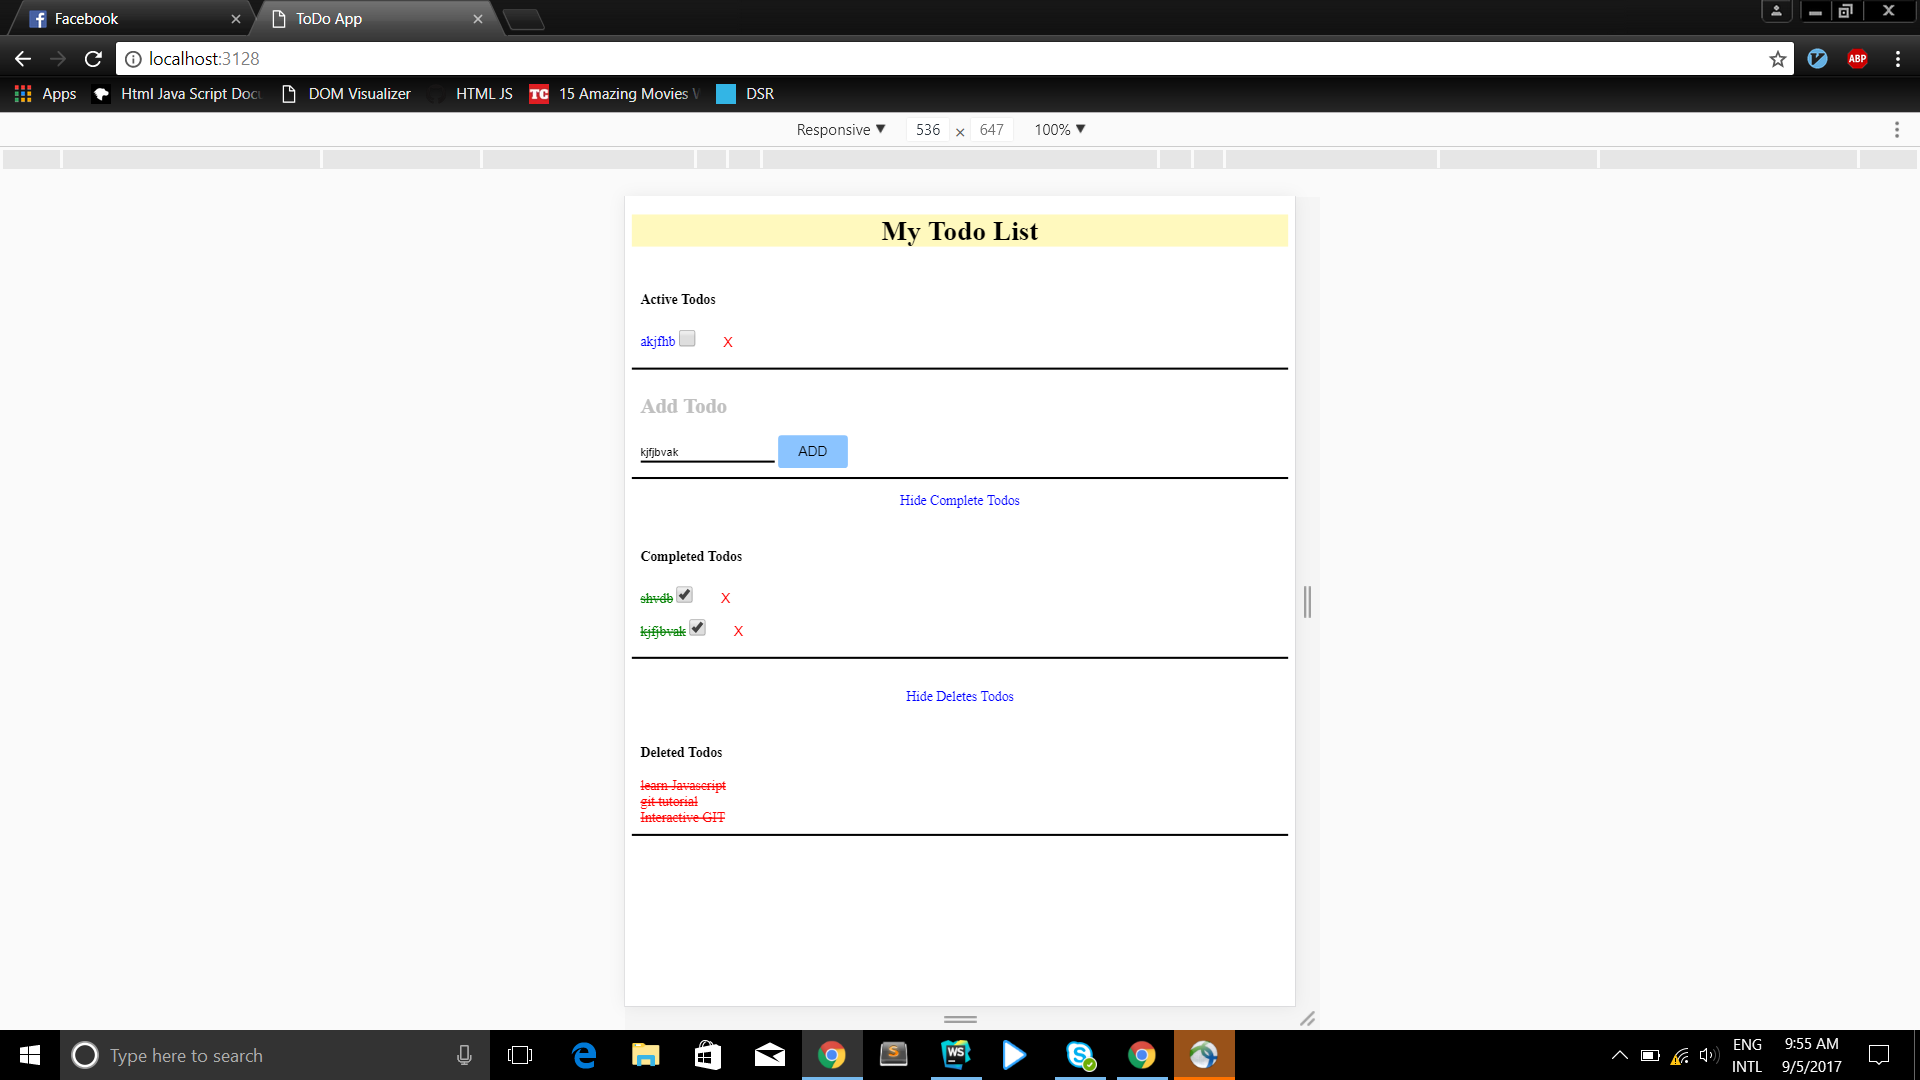 Facebook
ToDo App
localhost:3128
Apps
Html Java Script Docu
DOM Visualizer
HTML JS
TC 15 Amazing Movies W
DSR
ABP
Responsive ▼ 536 × 647 100% ▼
My Todo List
Active Todos
akjfhb X
Add Todo
kjfjbvak ADD
Hide Complete Todos
Completed Todos
shvdb X
kjfjbvak X
Hide Deletes Todos
Deleted Todos
learn Javascript
git tutorial
Interactive GIT
Type here to search
WS
ENG
INTL
9:55 AM
9/5/2017